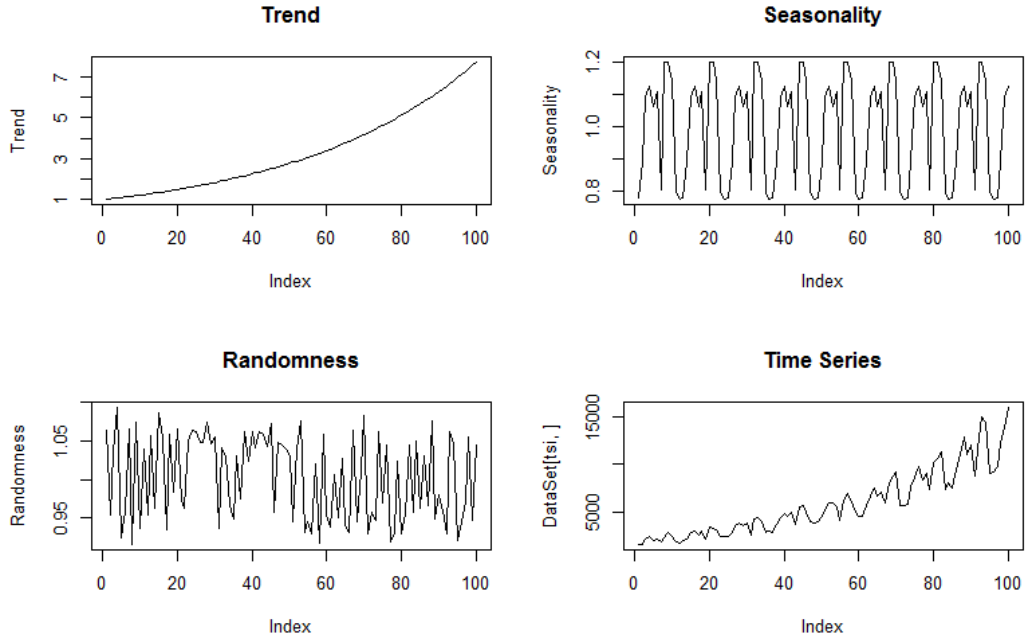 Trend
Trend
1 3 5 7
0 20 40 60 80 100
Index
Seasonality
Seasonality
0.8 1.0 1.2
0 20 40 60 80 100
Index
Randomness
Randomness
0.95 1.05
0 20 40 60 80 100
Index
Time Series
DataSet[tsi, ]
5000 15000
0 20 40 60 80 100
Index